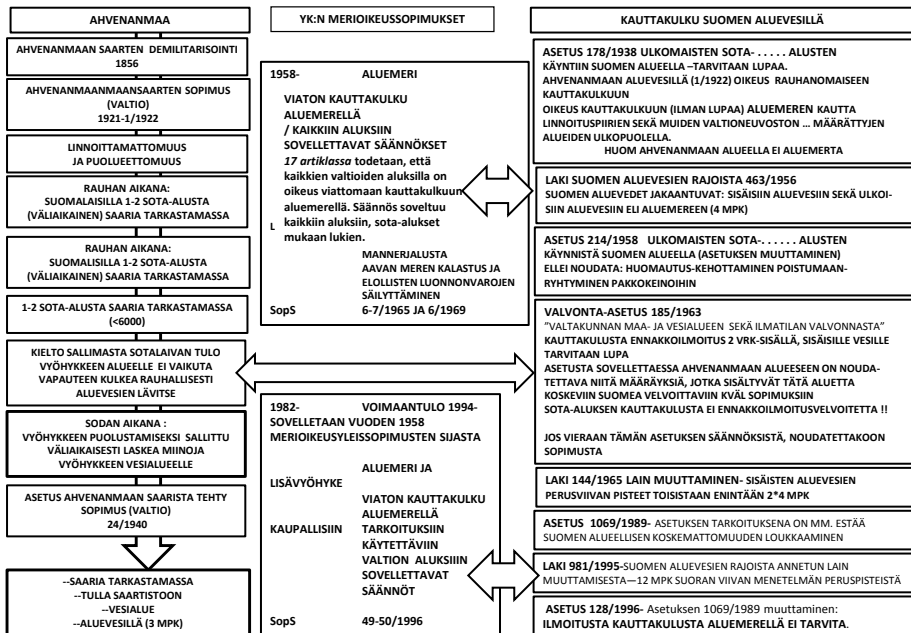 AHVENANMAA
AHVENANMAAN SAARTEN DEMILITARISOINTI
1856
AHVENANMAANMAANSAARTEN SOPIMUS
(VALTIO)
1921-1/1922
LINNOITTAMATTOMUUS
JA PUOLUEETTOMUUS
RAUHAN AIKANA:
SUOMALAISILLA 1-2 SOTA-ALUSTA
(VÄLIAIKAINEN) SAARIA TARKASTAMASSA
RAUHAN AIKANA:
SUOMALISILLA 1-2 SOTA-ALUSTA
(VÄLIAIKAINEN) SAARIA TARKASTAMASSA
1-2 SOTA-ALUSTA SAARIA TARKASTAMASSA
(<6000)
KIELTO SALLIMASTA SOTALAIVAN TULO
VYÖHYKKEEN ALUEELLE EI VAIKUTA
VAPAUTEEN KULKEA RAUHALLISESTI
ALUEVESIEN LÄVITSE
SODAN AIKANA :
VYÖHYKKEEN PUOLUSTAMISEKSI SALLITTU
VÄLIAIKAISESTI LASKEA MIINOJA
VYÖHYKKEEN VESIALUEELLE
ASETUS AHVENANMAAN SAARISTA TEHTY
SOPIMUS (VALTIO)
24/1940
--SAARIA TARKASTAMASSA
--TULLA SAARISTOON
--VESIALUE
--ALUEVESILLÄ (3 MPK)
YK:N MERIOIKEUSSOPIMUKSET
1958- ALUEMERI
VIATON KAUTTAKULKU
ALUEMERELLÄ
/ KAIKKIIN ALUKSIIN
SOVELLETTAVAT SÄÄNNÖKSET
17 artiklassa todetaan, että
kaikkien valtioiden aluksilla on
oikeus viattomaan kauttakulkuun
aluemerellä. Säännös soveltuu
L kaikkiin aluksiin, sota-alukset
mukaan lukien.
MANNERJALUSTA
AAVAN MEREN KALASTUS JA
ELOLLISTEN LUONNONVAROJEN
SÄILYTTÄMINEN
SopS 6-7/1965 JA 6/1969
1982- VOIMAANTULO 1994-
SOVELLETAAN VUODEN 1958
MERIOIKEUSYLEISSOPIMUSTEN SIJASTA
ALUEMERI JA
LISÄVYÖHYKE
VIATON KAUTTAKULKU
ALUEMERELLÄ
KAUPALLISIIN TARKOITUKSIIN
KÄYTETTÄVIIN
VALTION ALUKSIIIN
SOVELLETTAVAT
SÄÄNNÖT
SopS 49-50/1996
KAUTTAKULKU SUOMEN ALUEVESILLÄ
ASETUS 178/1938 ULKOMAISTEN SOTA- . . . . . ALUSTEN
KÄYNTIIN SUOMEN ALUEELLA –TARVITAAN LUPAA.
AHVENANMAAN ALUEVESILLÄ (1/1922) OIKEUS RAUHANOMAISEEN
KAUTTAKULKUUN
OIKEUS KAUTTAKULKUUN (ILMAN LUPAA) ALUEMEREN KAUTTA
LINNOITUSPIIRIEN SEKÄ MUIDEN VALTIONEUVOSTON ... MÄÄRÄTTYJEN
ALUEIDEN ULKOPUOLELLA.
HUOM AHVENANMAAN ALUEELLA EI ALUEMERTA
LAKI SUOMEN ALUEVESIEN RAJOISTA 463/1956
SUOMEN ALUEVEDET JAKAANTUVAT: SISÄISIIN ALUEVESIIN SEKÄ ULKOI-
SIIN ALUEVESIIN ELI ALUEMEREEN (4 MPK)
ASETUS 214/1958 ULKOMAISTEN SOTA-. . . . . . ALUSTEN
KÄYNNISTÄ SUOMEN ALUEELLA (ASETUKSEN MUUTTAMINEN)
ELLEI NOUDATA: HUOMAUTUS-KEHOTTAMINEN POISTUMAAN-
RYHTYMINEN PAKKOKEINOIHIN
VALVONTA-ASETUS 185/1963
"VALTAKUNNAN MAA- JA VESIALUEEN SEKÄ ILMATILAN VALVONNASTA"
KAUTTAKULUSTA ENNAKKOILMOITUS 2 VRK-SISÄLLÄ, SISÄISILLE VESILLE
TARVITAAN LUPA
ASETUSTA SOVELLETTAESSA AHVENANMAAN ALUEESEEN ON NOUDA-
TETTAVA NIITÄ MÄÄRÄYKSIÄ, JOTKA SISÄLTYVÄT TÄTÄ ALUETTA
KOSKEVIIN SUOMEA VELVOITTAVIIN KVÄL SOPIMUKSIIN
SOTA-ALUKSEN KAUTTAKULUSTA EI ENNAKKOILMOITUSVELVOITETTA !!
JOS VIERAAN TÄMÄN ASETUKSEN SÄÄNNÖKSISTÄ, NOUDATETTAKOON
SOPIMUSTA
LAKI 144/1965 LAIN MUUTTAMINEN- SISÄISTEN ALUEVESIEN
PERUSVIIVAN PISTEET TOISISTAAN ENINTÄÄN 2*4 MPK
ASETUS 1069/1989- ASETUKSEN TARKOITUKSENA ON MM. ESTÄÄ
SUOMEN ALUEELLISEN KOSKEMATTOMUUDEN LOUKKAAMINEN
LAKI 981/1995-SUOMEN ALUEVESIEN RAJOISTA ANNETUN LAIN
MUUTTAMISESTA—12 MPK SUORAN VIIVAN MENETELMÄN PERUSPISTEISTÄ
ASETUS 128/1996- Asetuksen 1069/1989 muuttaminen:
ILMOITUSTA KAUTTAKULUSTA ALUEMERELLÄ EI TARVITA.